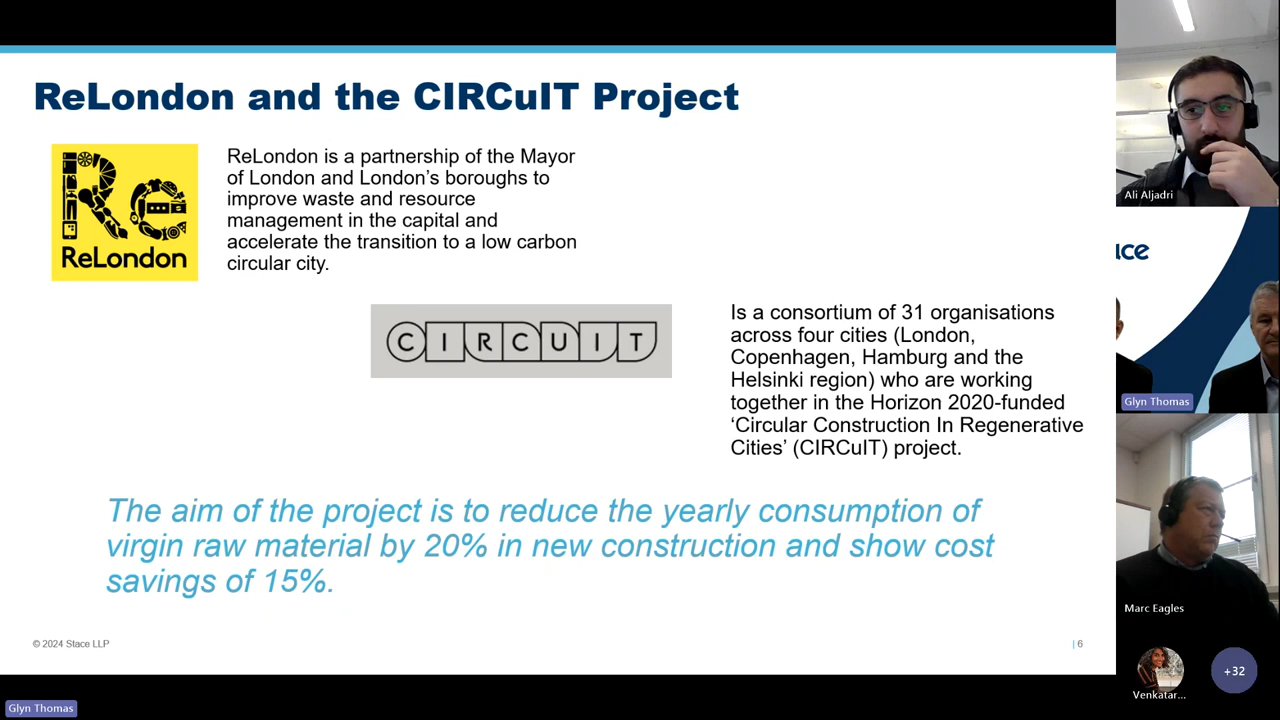 ReLondon and the CIRCuIT Project
Re
ReLondon
ReLondon is a partnership of the Mayor
of London and London's boroughs to
improve waste and resource
management in the capital and
accelerate the transition to a low carbon
circular city.
CIRCUIT
Is a consortium of 31 organisations
across four cities (London,
Copenhagen, Hamburg and the
Helsinki region) who are working
together in the Horizon 2020-funded
‘Circular Construction In Regenerative
Cities’ (CIRCuIT) project.
The aim of the project is to reduce the yearly consumption of
virgin raw material by 20% in new construction and show cost
savings of 15%.
© 2024 Stace LLP
| 6
Ali Aljadri
ace
Glyn Thomas
Marc Eagles
Venkatar...
+32
Glyn Thomas